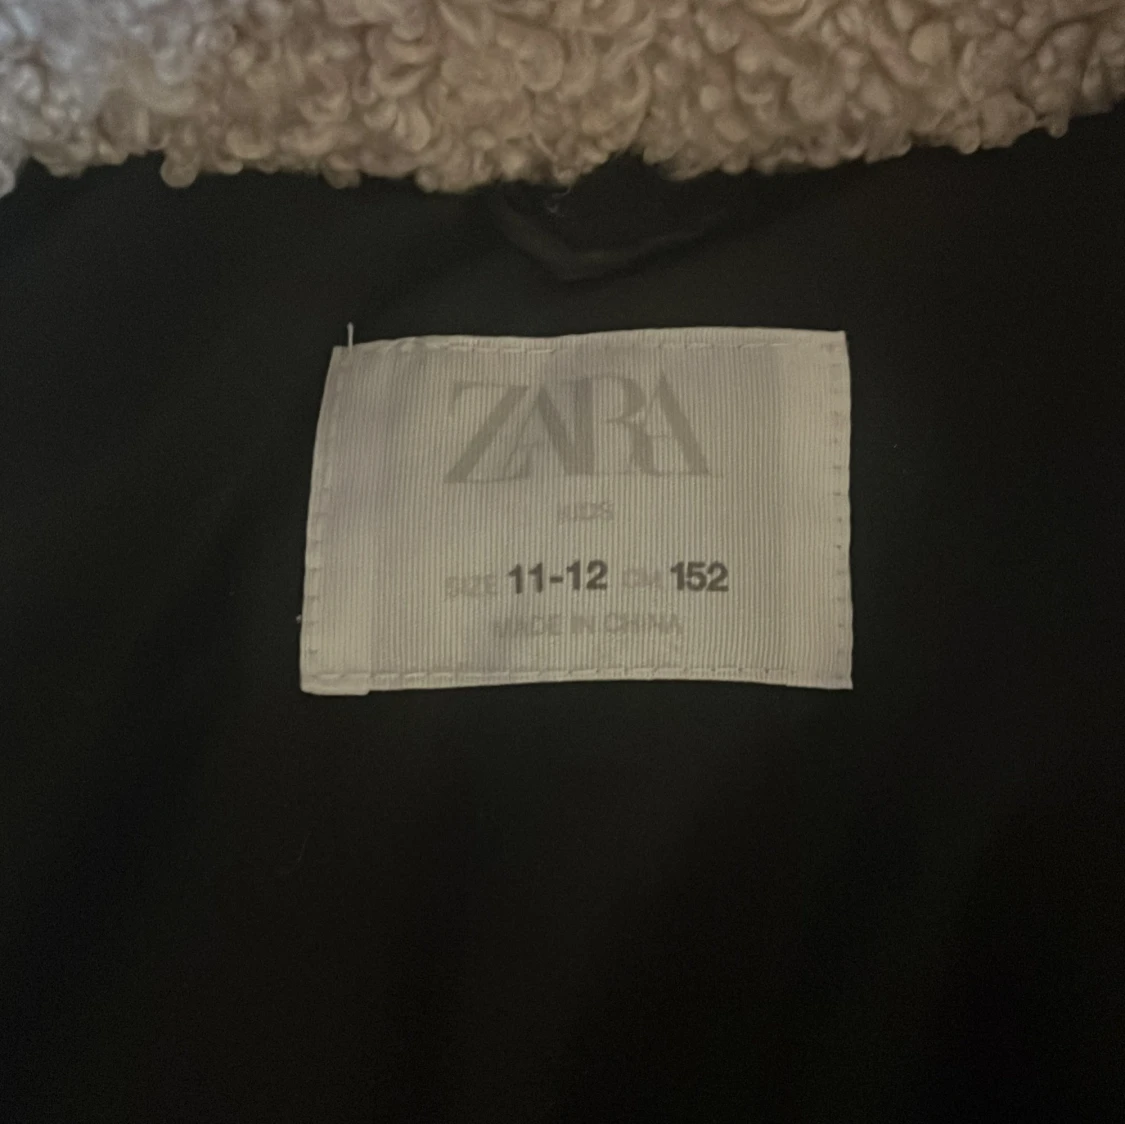 ZARA
KIDS
SIZE 11-12 CM 152
MADE IN CHINA